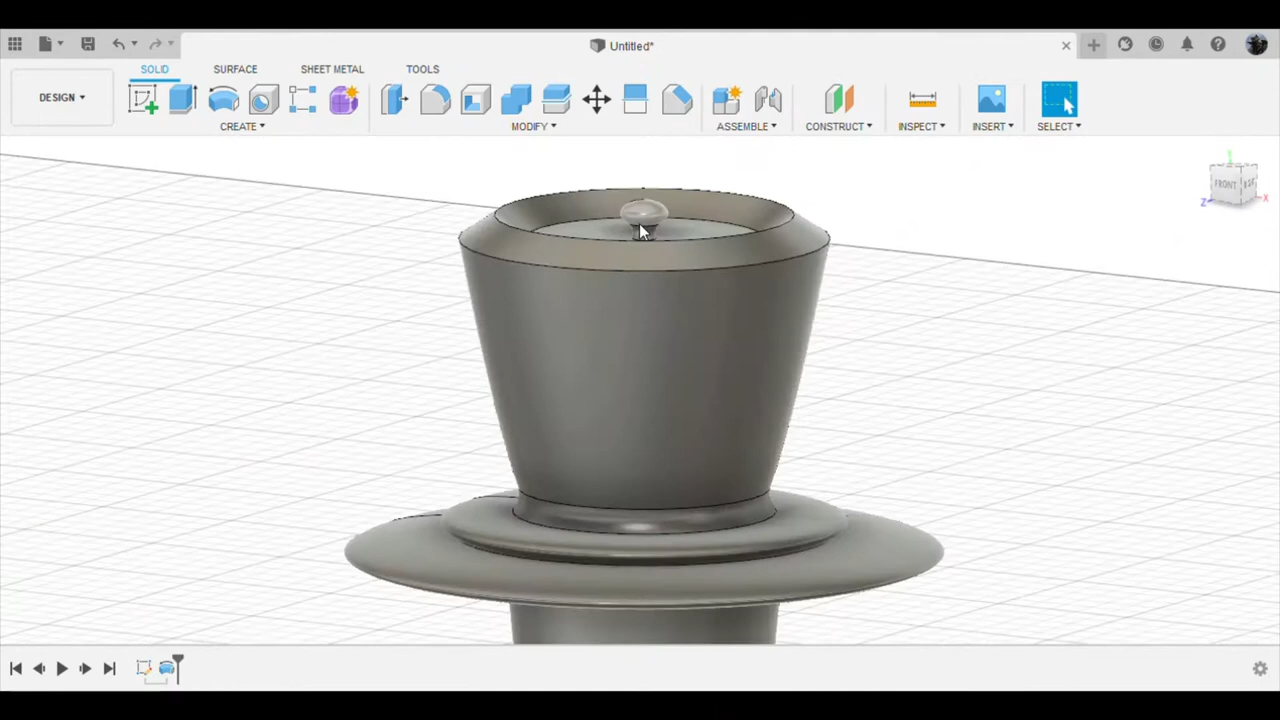 Untitled*
SOLID
SURFACE
SHEET METAL
TOOLS
DESIGN
CREATE
MODIFY
ASSEMBLE
CONSTRUCT
INSPECT
INSERT
SELECT
FRONT
Z
X